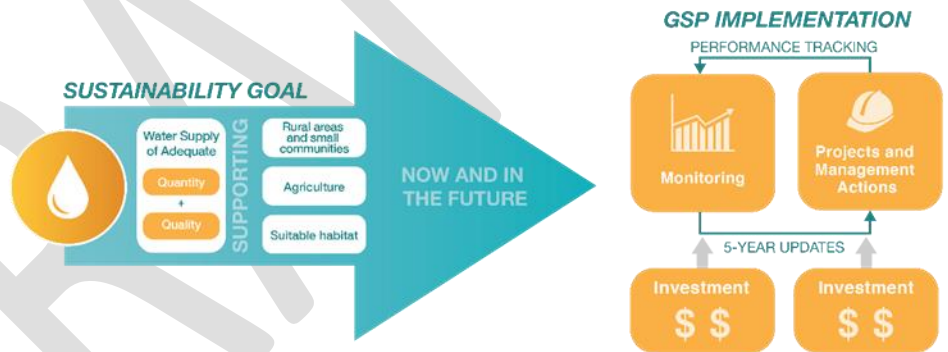 SUSTAINABILITY GOAL
Water Supply
of Adequate
Quantity
+
Quality
SUPPORTING
Rural areas
and small
communities
Agriculture
Suitable habitat
NOW AND IN
THE FUTURE
GSP IMPLEMENTATION
PERFORMANCE TRACKING
Monitoring
Projects and
Management
Actions
5-YEAR UPDATES
Investment
$ $
Investment
$ $